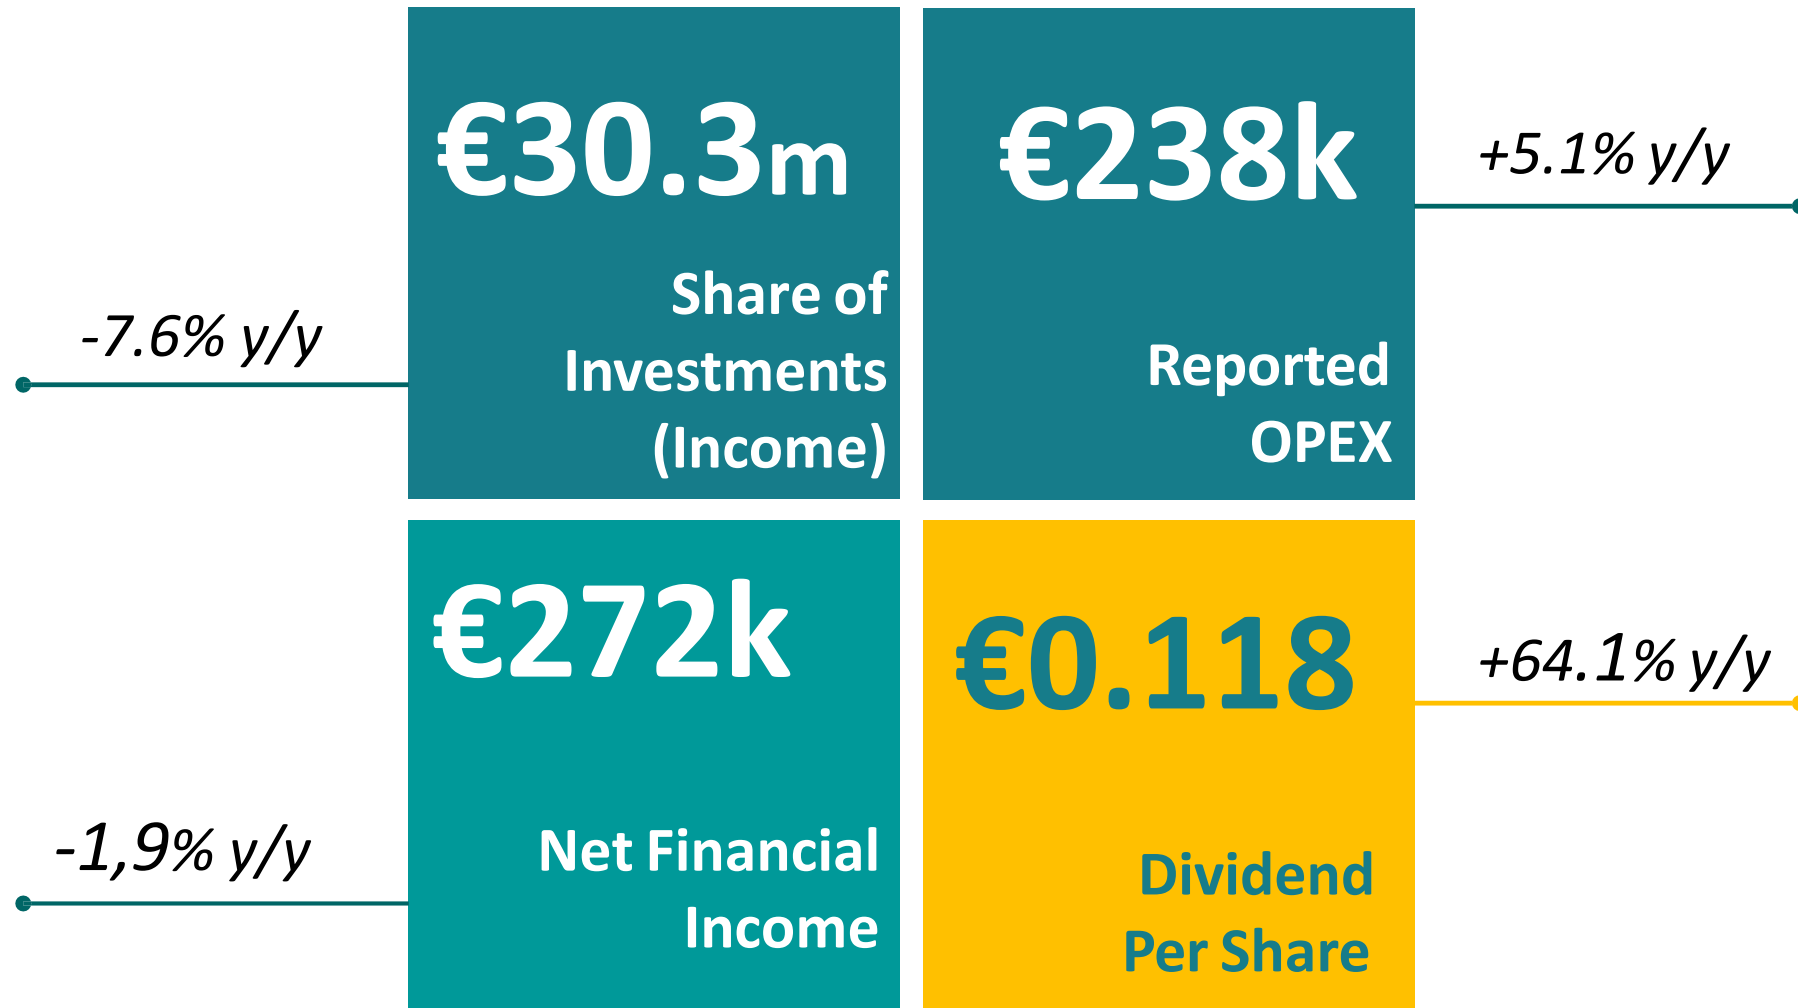 €30.3m
Share of
Investments
(Income)
-7.6% y/y
€238k
Reported
OPEX
+5.1% y/y
€272k
Net Financial
Income
-1,9% y/y
€0.118
Dividend
Per Share
+64.1% y/y